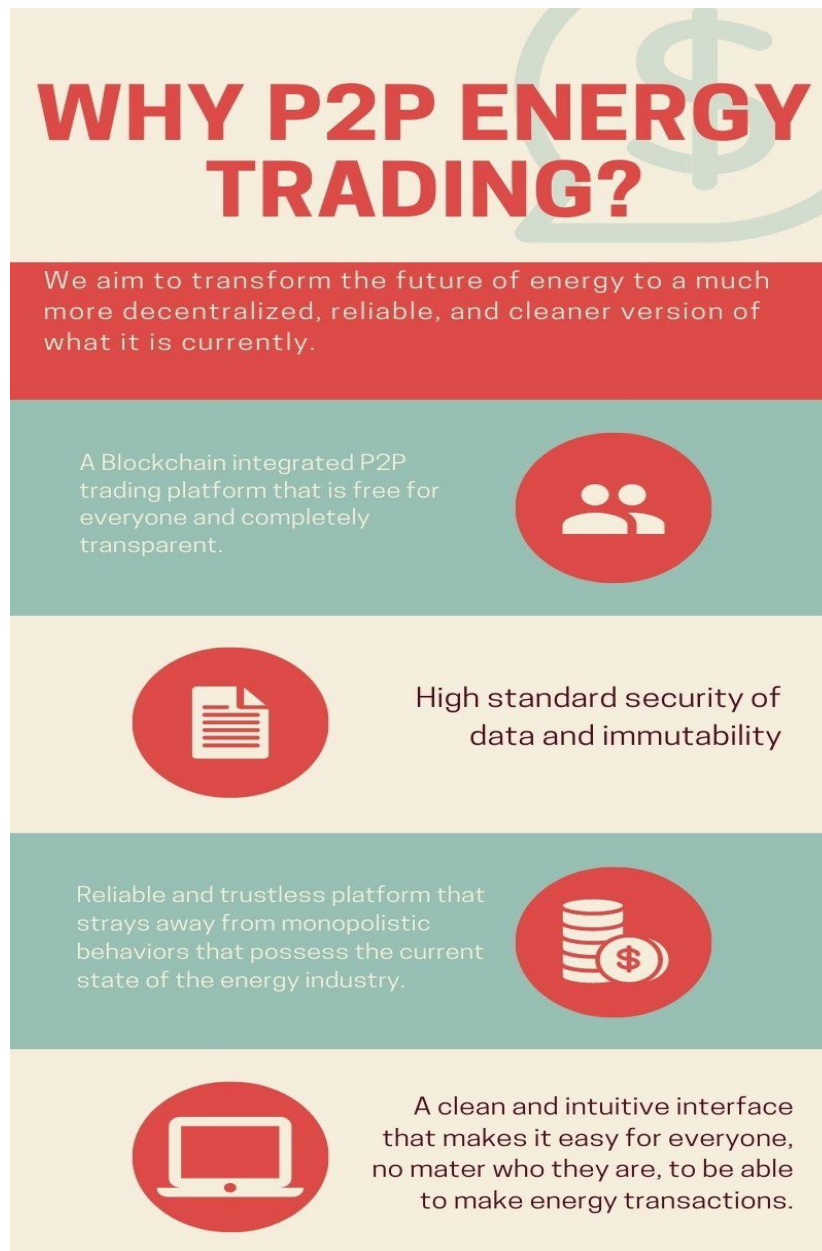 WHY P2P ENERGY
TRADING?
We aim to transform the future of energy to a much
more decentralized, reliable, and cleaner version of
what it is currently.
A Blockchain integrated P2P
trading platform that is free for
everyone and completely
transparent.
High standard security of
data and immutability
Reliable and trustless platform that
strays away from monopolistic
behaviors that possess the current
state of the energy industry.
A clean and intuitive interface
that makes it easy for everyone,
no mater who they are, to be able
to make energy transactions.